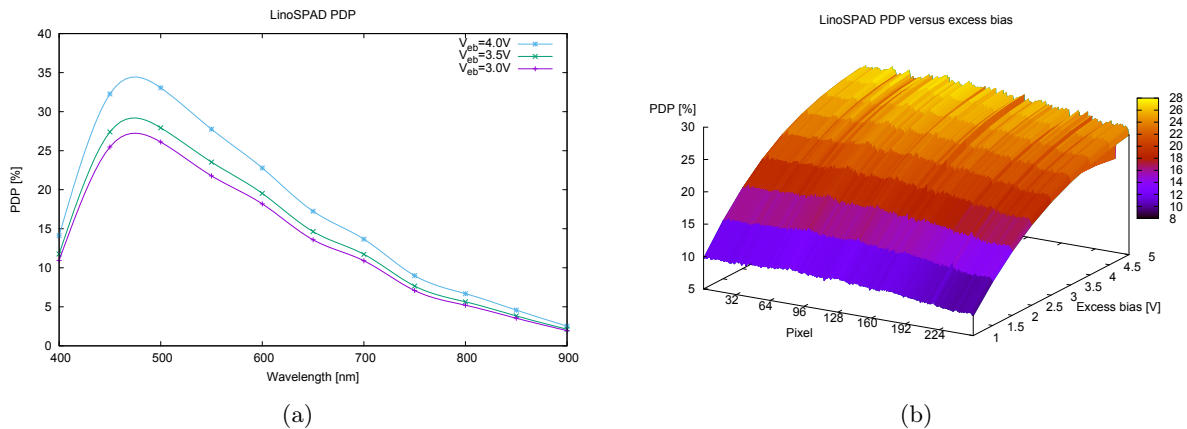 LinoSPAD PDP
V_eb=4.0V
V_eb=3.5V
V_eb=3.0V
PDP [%]
40
35
30
25
20
15
10
5
0
400 500 600 700 800 900
Wavelength [nm]
(a)
LinoSPAD PDP versus excess bias
PDP [%]
30
25
20
15
10
5
32 64 96 128 160 192 224
Pixel
1 1.5 2 2.5 3 3.5 4 4.5 5
Excess bias [V]
28
26
24
22
20
18
16
14
12
10
8
(b)